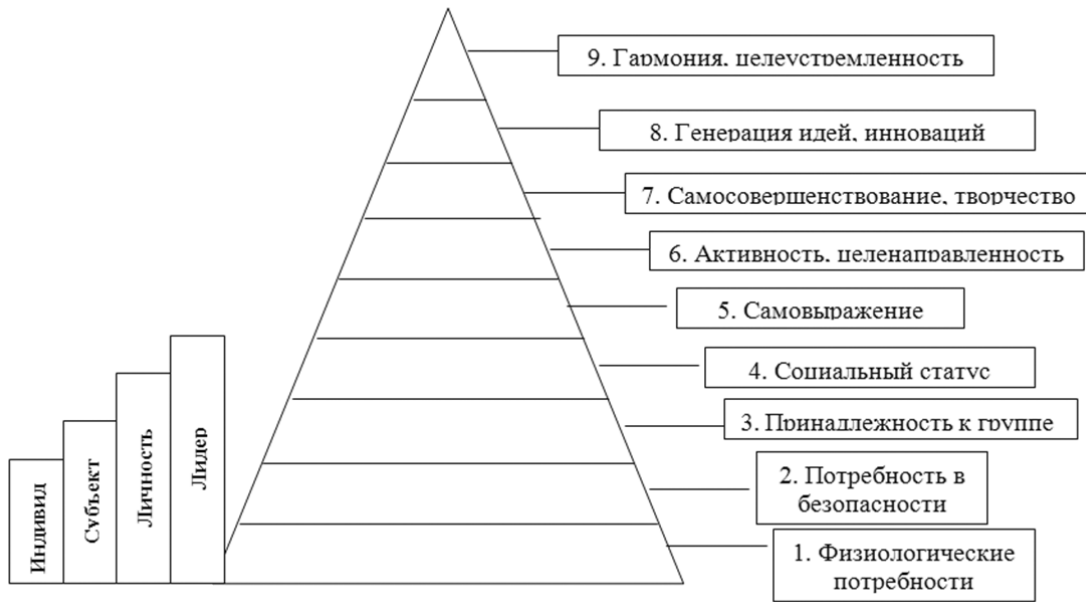 9. Гармония, целеустремленность
8. Генерация идей, инноваций
7. Самосовершенствование, творчество
6. Активность, целенаправленность
5. Самовыражение
4. Социальный статус
3. Принадлежность к группе
2. Потребность в
безопасности
1. Физиологические
потребности
Индивид
Субъект
Личность
Лидер